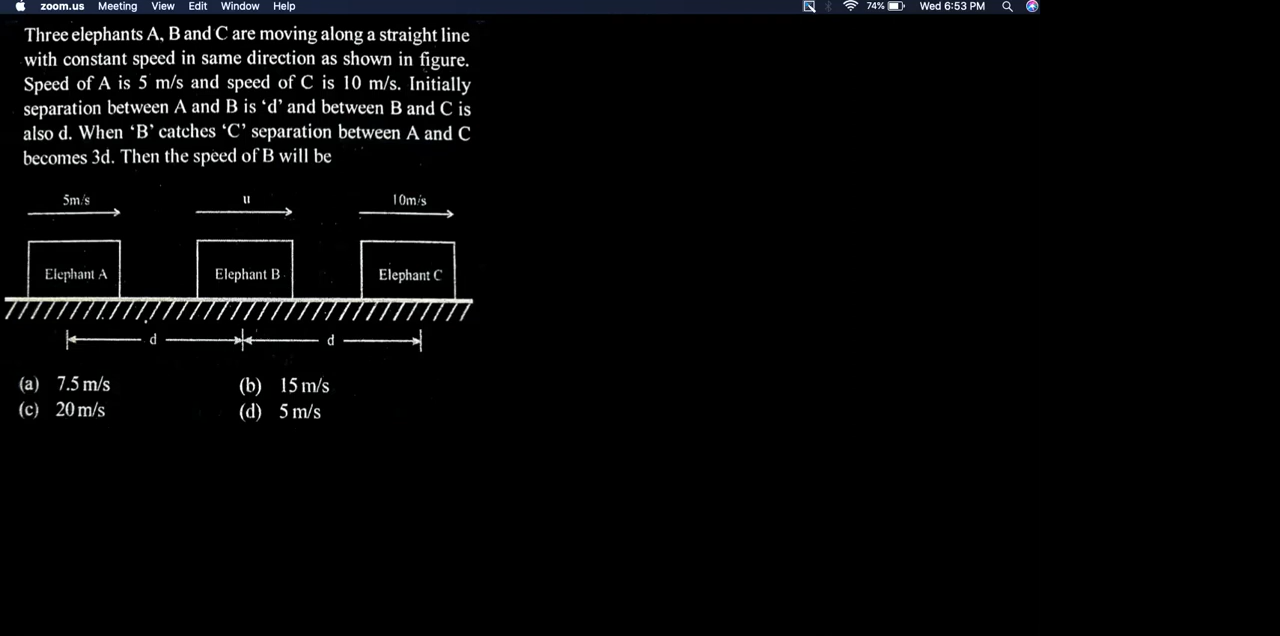 zoom.us Meeting View Edit Window Help 74% Wed 6:53 PM
Three elephants A, B and C are moving along a straight line
with constant speed in same direction as shown in figure.
Speed of A is 5 m/s and speed of C is 10 m/s. Initially
separation between A and B is ‘d’ and between B and C is
also d. When ‘B’ catches ‘C’ separation between A and C
becomes 3d. Then the speed of B will be
5m/s u 10m/s
Elephant A Elephant B Elephant C
d d
(a) 7.5 m/s (b) 15 m/s
(c) 20 m/s (d) 5 m/s